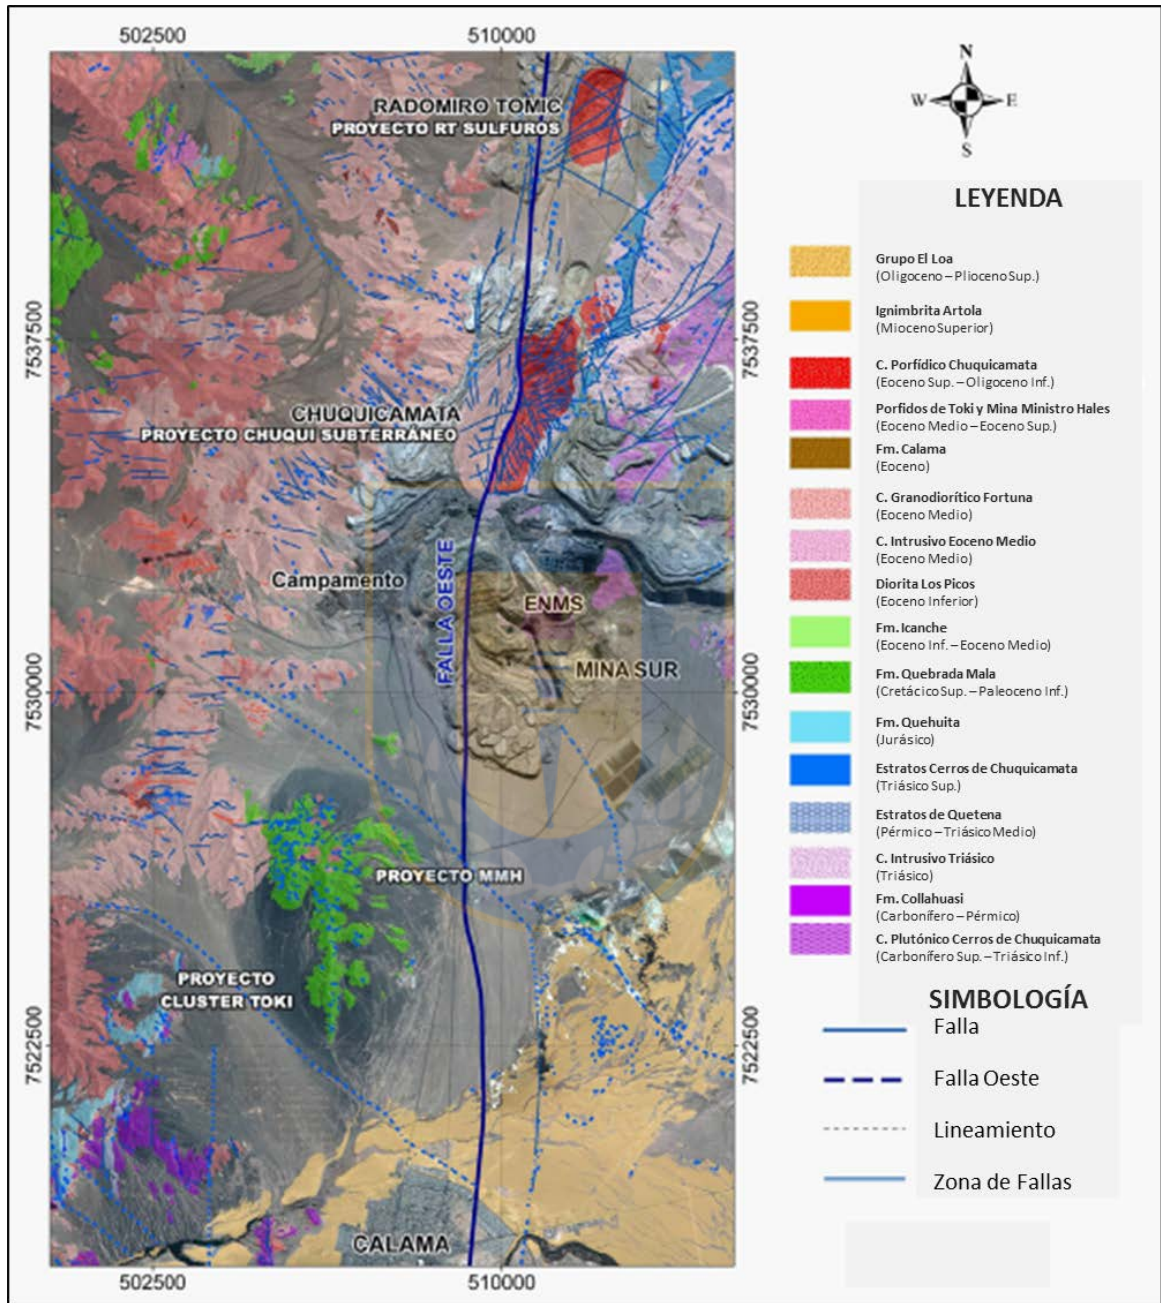 502500
510000
N
W
E
S
RADOMIRO TOMIC
PROYECTO RT SULFUROS
7537500
7537500
CHUQUICAMATA
PROYECTO CHUQUI SUBTERRÁNEO
Campamento
FALLA OESTE
ENMS
MINA SUR
7530000
7530000
PROYECTO MMH
PROYECTO
CLUSTER TOKI
7522500
7522500
CALAMA
502500
510000
LEYENDA
Grupo El Loa
(Oligoceno – Plioceno Sup.)
Ignimbrita Artola
(Mioceno Superior)
C. Porfídico Chuquicamata
(Eoceno Sup. – Oligoceno Inf.)
Porfidos de Toki y Mina Ministro Hales
(Eoceno Medio – Eoceno Sup.)
Fm. Calama
(Eoceno)
C. Granodiorítico Fortuna
(Eoceno Medio)
C. Intrusivo Eoceno Medio
(Eoceno Medio)
Diorita Los Picos
(Eoceno Inferior)
Fm. Icanche
(Eoceno Inf. – Eoceno Medio)
Fm. Quebrada Mala
(Cretácico Sup. – Paleoceno Inf.)
Fm. Quehuita
(Jurásico)
Estratos Cerros de Chuquicamata
(Triásico Sup.)
Estratos de Quetena
(Pérmico – Triásico Medio)
C. Intrusivo Triásico
(Triásico)
Fm. Collahuasi
(Carbonífero – Pérmico)
C. Plutónico Cerros de Chuquicamata
(Carbonífero Sup. – Triásico Inf.)
SIMBOLOGÍA
Falla
Falla Oeste
Lineamiento
Zona de Fallas